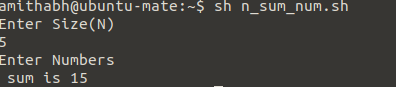 amithabh@ubuntu-mate:~$ sh n_sum_num.sh
Enter Size(N)
5
Enter Numbers
 sum is 15